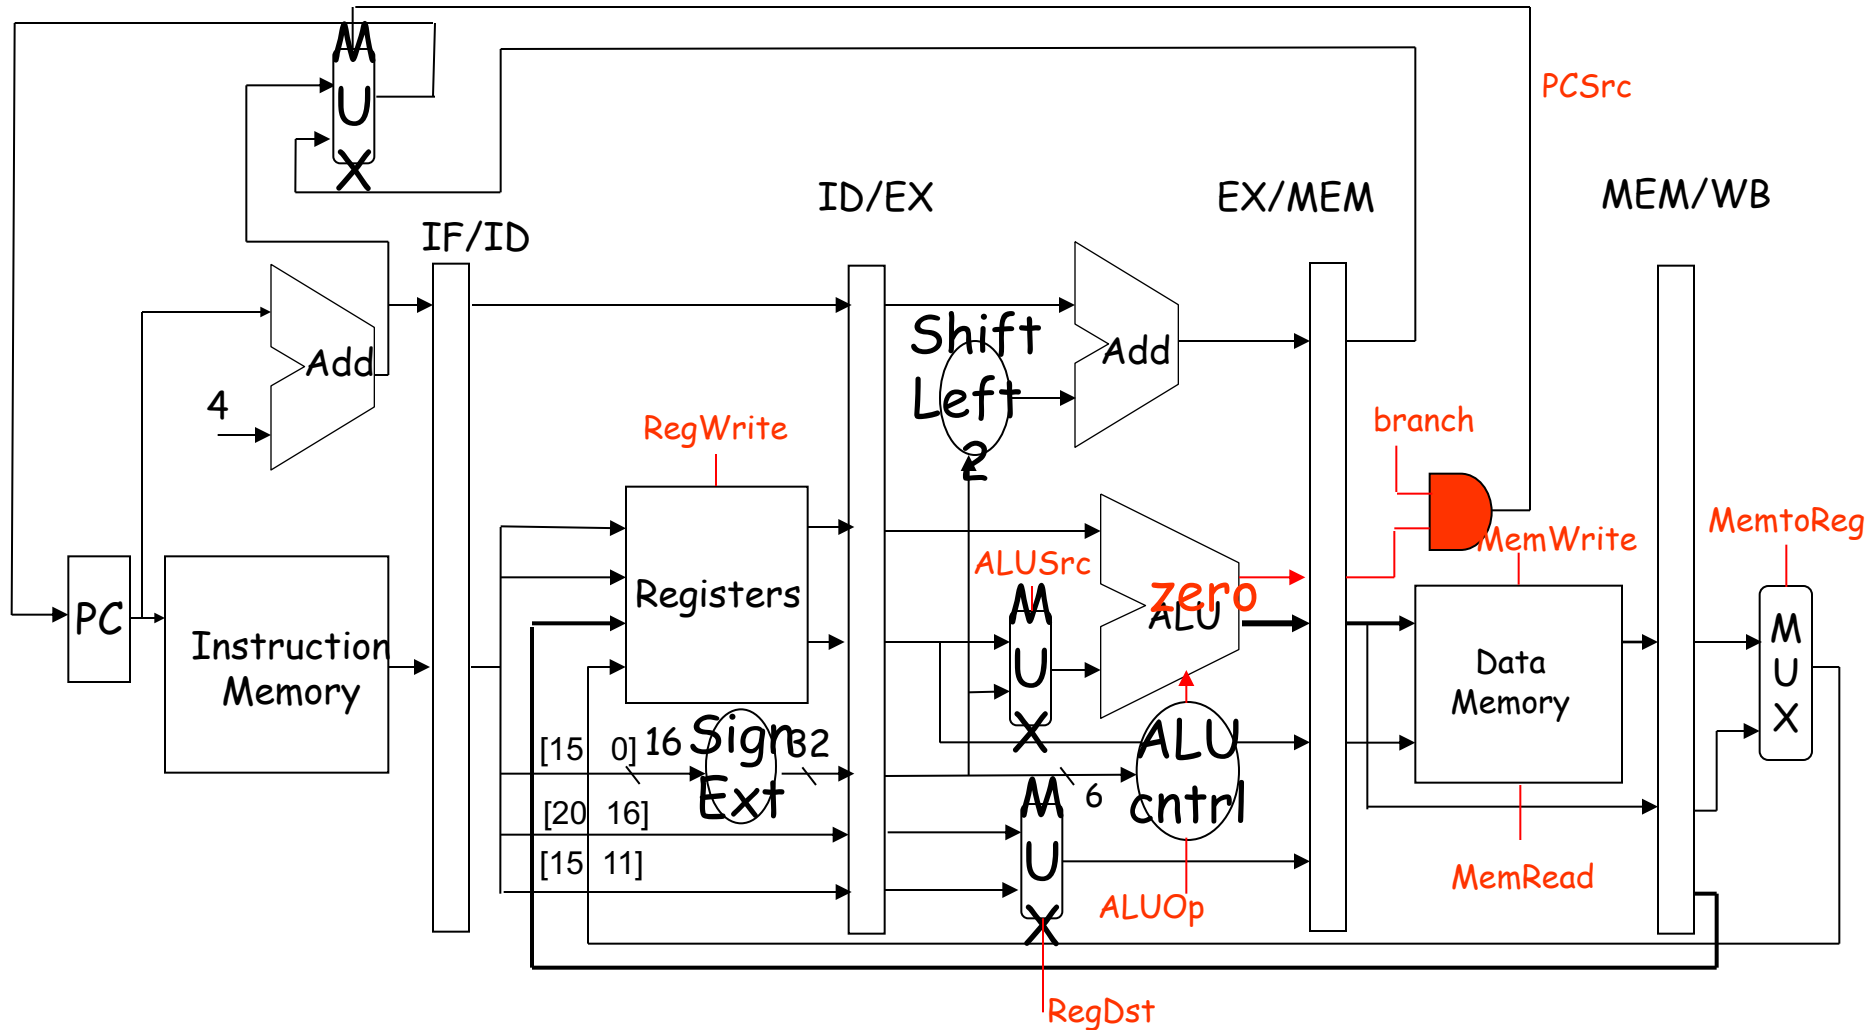 M
U
X
PCSrc
ID/EX
EX/MEM
MEM/WB
IF/ID
Shift
Left
2
Add
Add
4
RegWrite
branch
MemWrite
MemtoReg
ALUSrc
PC
Instruction
Memory
Registers
M
U
X
zero
ALU
Data
Memory
M
U
X
[15 0]
16
Sign
Ext
32
[20 16]
[15 11]
M
U
X
6
ALU
cntrl
MemRead
ALUOp
RegDst